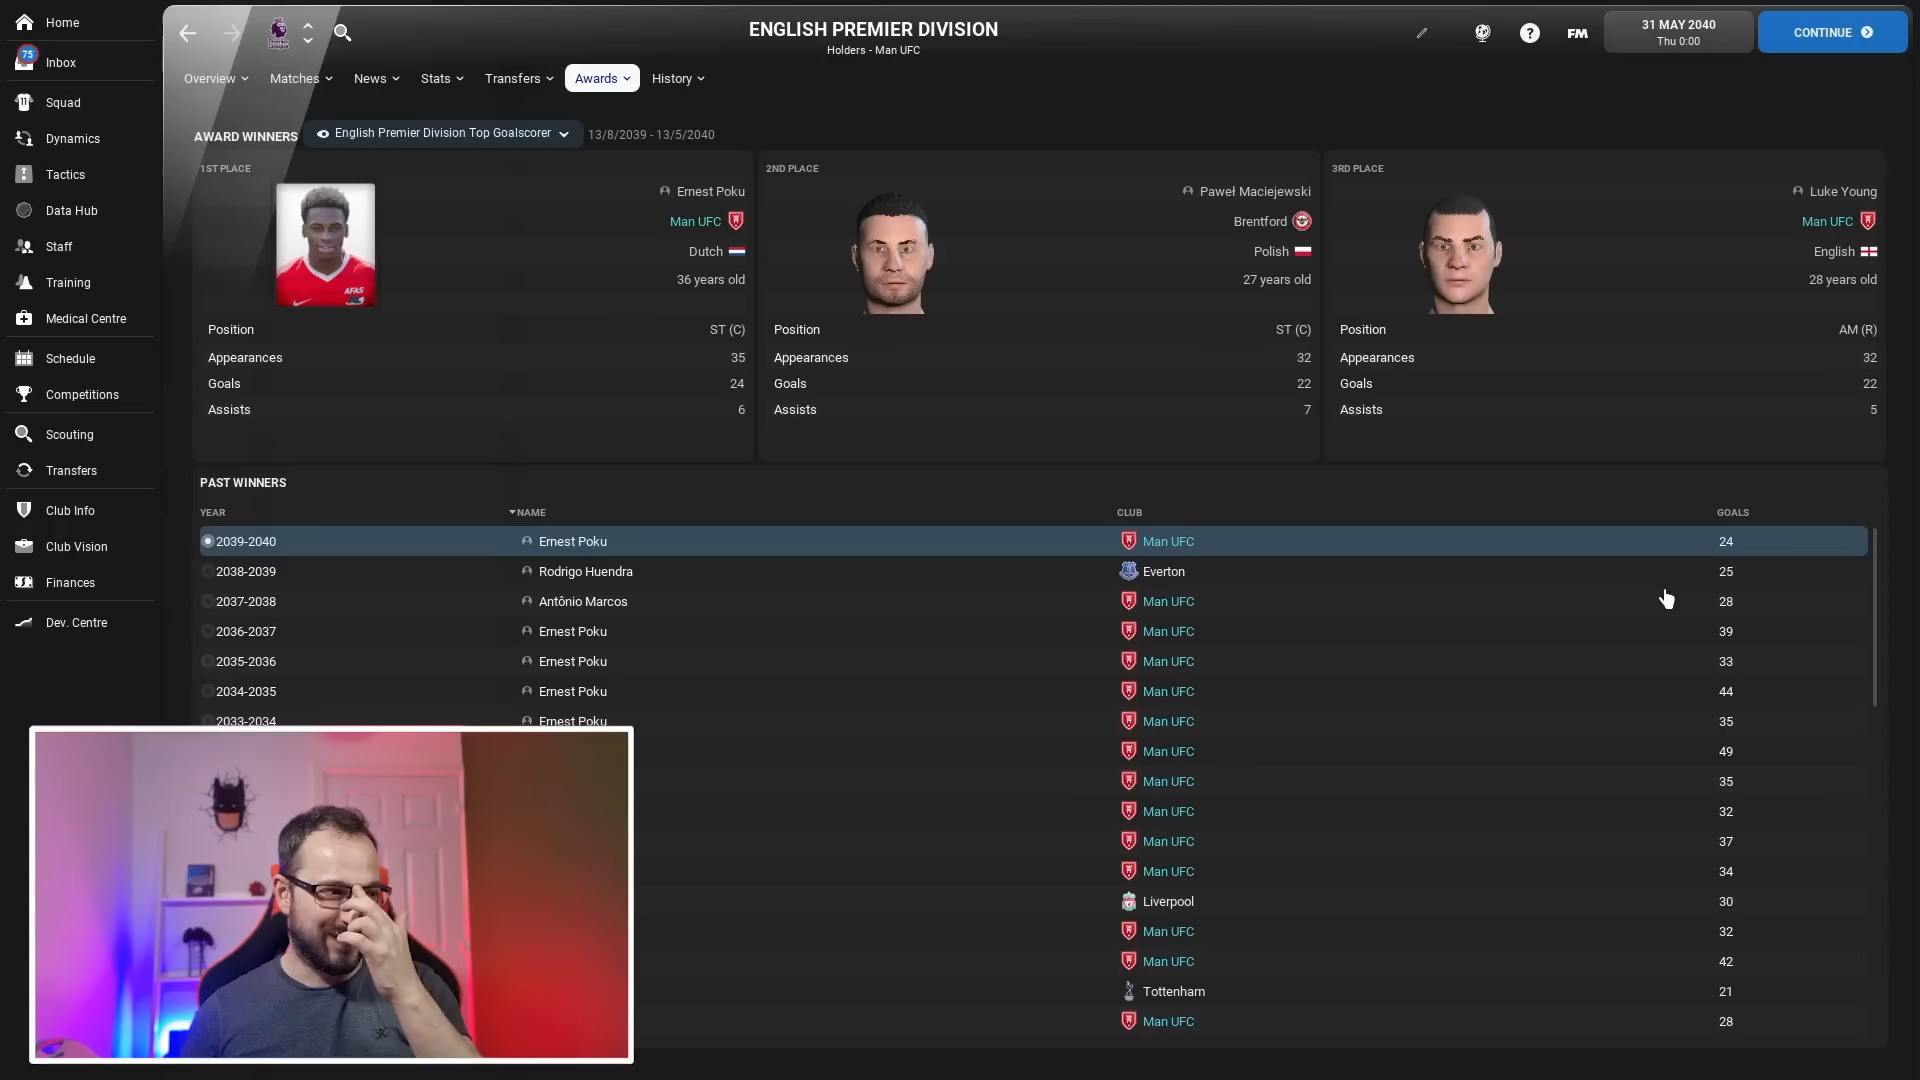 Home
75
Inbox
Squad
Dynamics
Tactics
Data Hub
Staff
Training
Medical Centre
Schedule
Competitions
Scouting
Transfers
Club Info
Club Vision
Finances
Dev. Centre
ENGLISH PREMIER DIVISION
Holders - Man UFC
FM
31 MAY 2040
Thu 0:00
CONTINUE
Overview
Matches
News
Stats
Transfers
Awards
History
AWARD WINNERS
English Premier Division Top Goalscorer
13/8/2039 - 13/5/2040
1ST PLACE
Ernest Poku
Man UFC
Dutch
36 years old
AFAS
Position ST (C)
Appearances 35
Goals 24
Assists 6
2ND PLACE
Paweł Maciejewski
Brentford
Polish
27 years old
Position ST (C)
Appearances 32
Goals 22
Assists 7
3RD PLACE
Luke Young
Man UFC
English
28 years old
Position AM (R)
Appearances 32
Goals 22
Assists 5
PAST WINNERS
YEAR NAME CLUB GOALS
2039-2040 Ernest Poku Man UFC 24
2038-2039 Rodrigo Huendra Everton 25
2037-2038 Antônio Marcos Man UFC 28
2036-2037 Ernest Poku Man UFC 39
2035-2036 Ernest Poku Man UFC 33
2034-2035 Ernest Poku Man UFC 44
2033-2034 Ernest Poku Man UFC 35
Man UFC 49
Man UFC 35
Man UFC 32
Man UFC 37
Man UFC 34
Liverpool 30
Man UFC 32
Man UFC 42
Tottenham 21
Man UFC 28